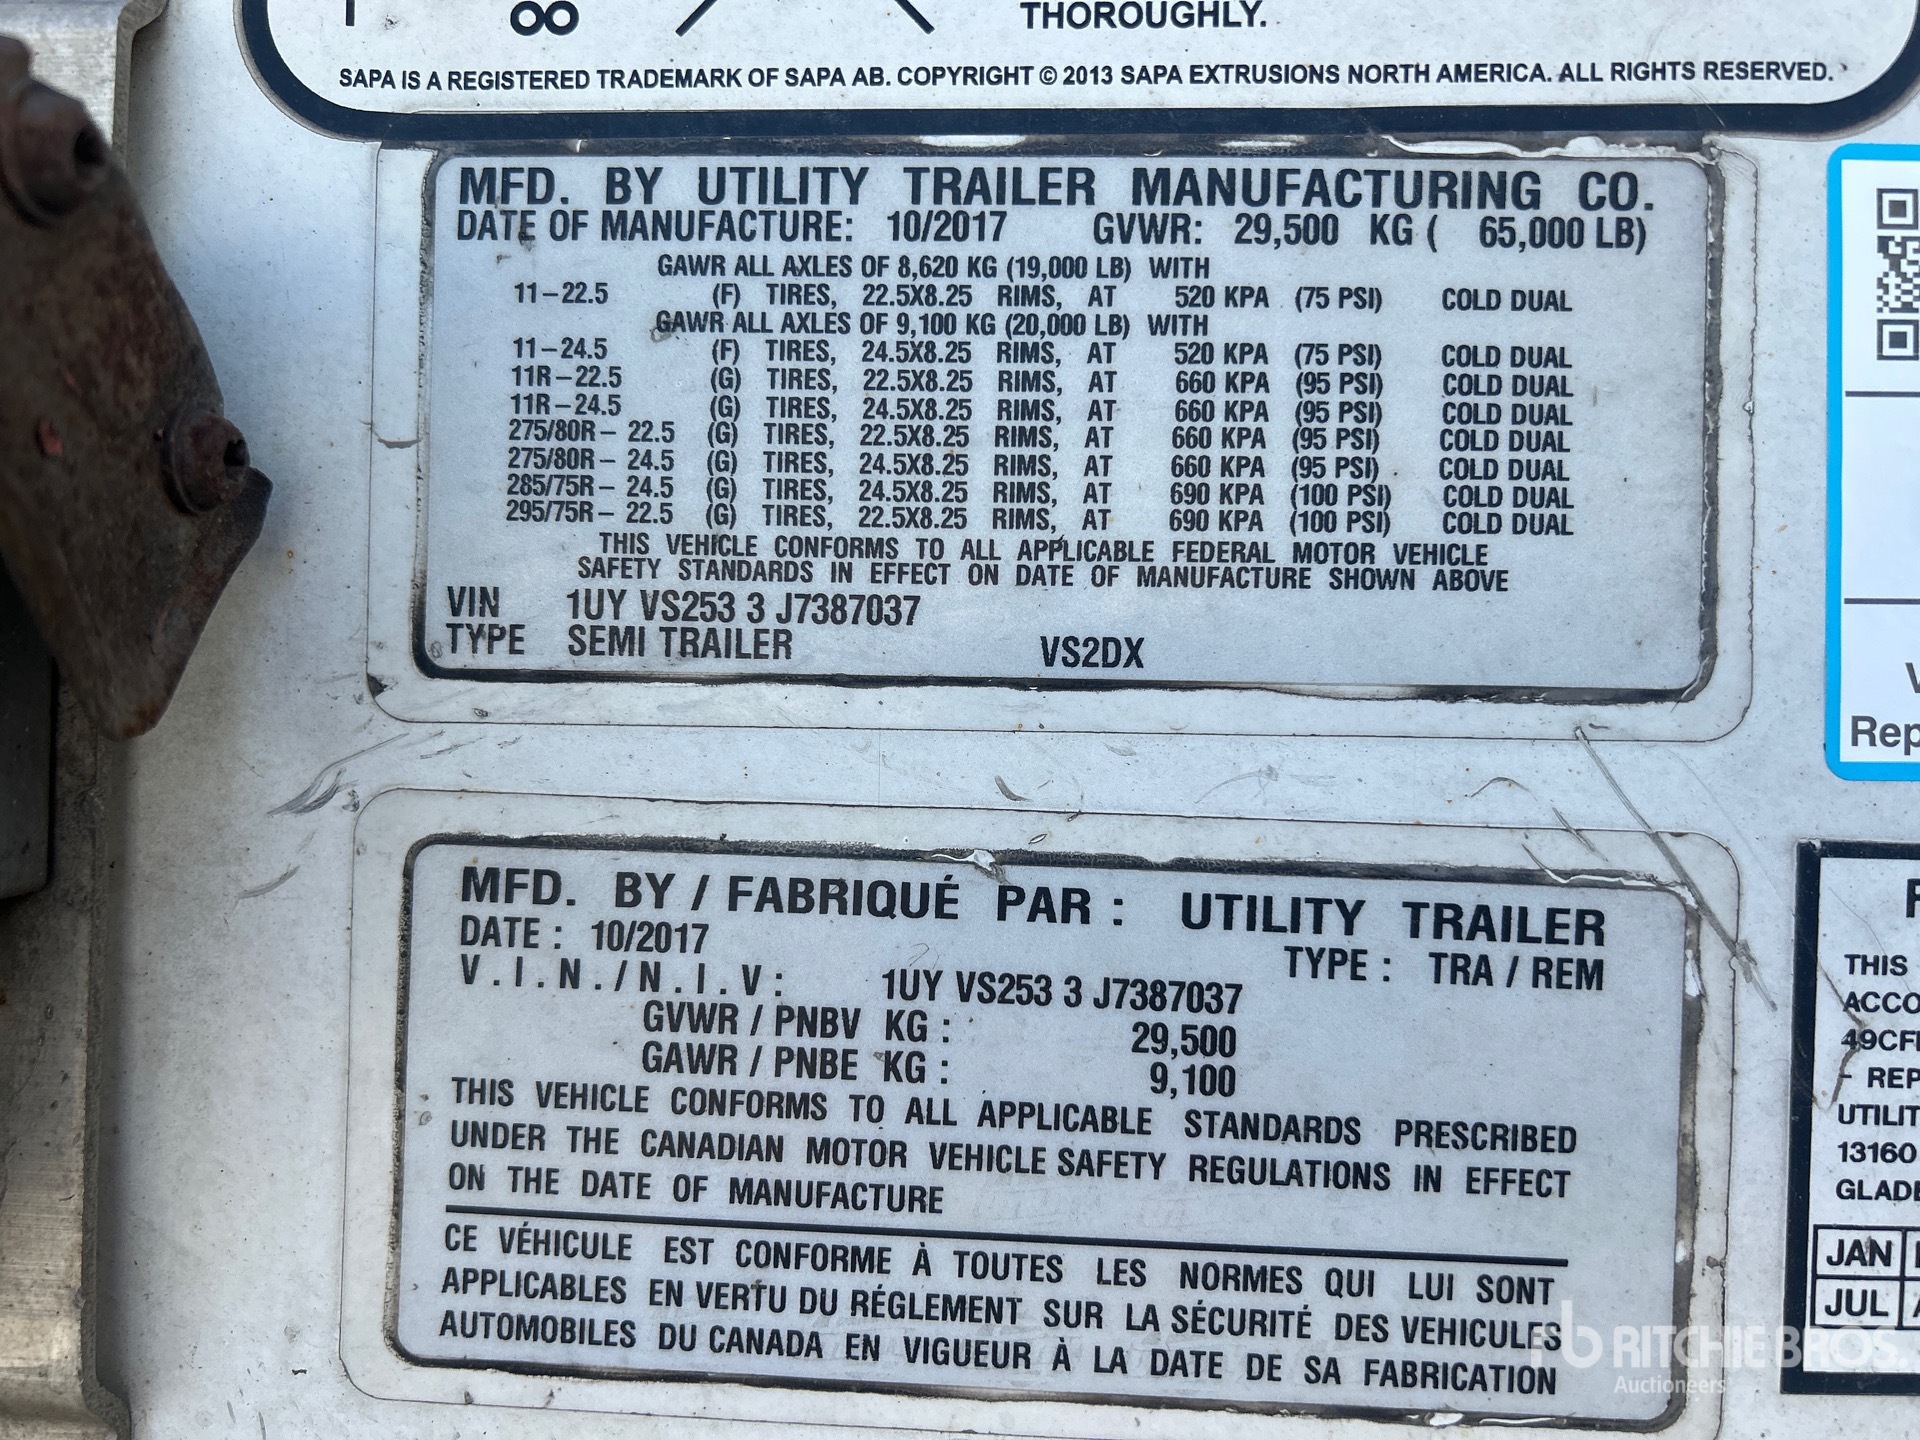 THOROUGHLY.
SAPA IS A REGISTERED TRADEMARK OF SAPA AB. COPYRIGHT © 2013 SAPA EXTRUSIONS NORTH AMERICA. ALL RIGHTS RESERVED.
MFD. BY UTILITY TRAILER MANUFACTURING CO.
DATE OF MANUFACTURE: 10/2017 GVWR: 29,500 KG ( 65,000 LB)
GAWR ALL AXLES OF 8,620 KG (19,000 LB) WITH
11-22.5 (F) TIRES, 22.5X8.25 RIMS, AT 520 KPA (75 PSI) COLD DUAL
GAWR ALL AXLES OF 9,100 KG (20,000 LB) WITH
11-24.5 (F) TIRES, 24.5X8.25 RIMS, AT 520 KPA (75 PSI) COLD DUAL
11R-22.5 (G) TIRES, 22.5X8.25 RIMS, AT 660 KPA (95 PSI) COLD DUAL
11R-24.5 (G) TIRES, 24.5X8.25 RIMS, AT 660 KPA (95 PSI) COLD DUAL
275/80R- 22.5 (G) TIRES, 22.5X8.25 RIMS, AT 660 KPA (95 PSI) COLD DUAL
275/80R- 24.5 (G) TIRES, 24.5X8.25 RIMS, AT 660 KPA (95 PSI) COLD DUAL
285/75R- 24.5 (G) TIRES, 24.5X8.25 RIMS, AT 690 KPA (100 PSI) COLD DUAL
295/75R- 22.5 (G) TIRES, 22.5X8.25 RIMS, AT 690 KPA (100 PSI) COLD DUAL
THIS VEHICLE CONFORMS TO ALL APPLICABLE FEDERAL MOTOR VEHICLE
SAFETY STANDARDS IN EFFECT ON DATE OF MANUFACTURE SHOWN ABOVE
VIN 1UY VS253 3 J7387037
TYPE SEMI TRAILER VS2DX
Rep
MFD. BY / FABRIQUÉ PAR : UTILITY TRAILER
DATE : 10/2017 TYPE : TRA / REM
V.I.N./N.I.V: 1UY VS253 3 J7387037
GVWR / PNBV KG : 29,500
GAWR / PNBE KG : 9,100
THIS VEHICLE CONFORMS TO ALL APPLICABLE STANDARDS PRESCRIBED
UNDER THE CANADIAN MOTOR VEHICLE SAFETY REGULATIONS IN EFFECT
ON THE DATE OF MANUFACTURE
CE VÉHICULE EST CONFORME À TOUTES LES NORMES QUI LUI SONT
APPLICABLES EN VERTU DU RÉGLEMENT SUR LA SÉCURITÉ DES VEHICULES
AUTOMOBILES DU CANADA EN VIGUEUR À LA DATE DE SA FABRICATION
THIS
ACCO
49CF
- REP
UTILIT
13160
GLADE
JAN
JUL
rb RITCHIE BROS.
Auctioneers